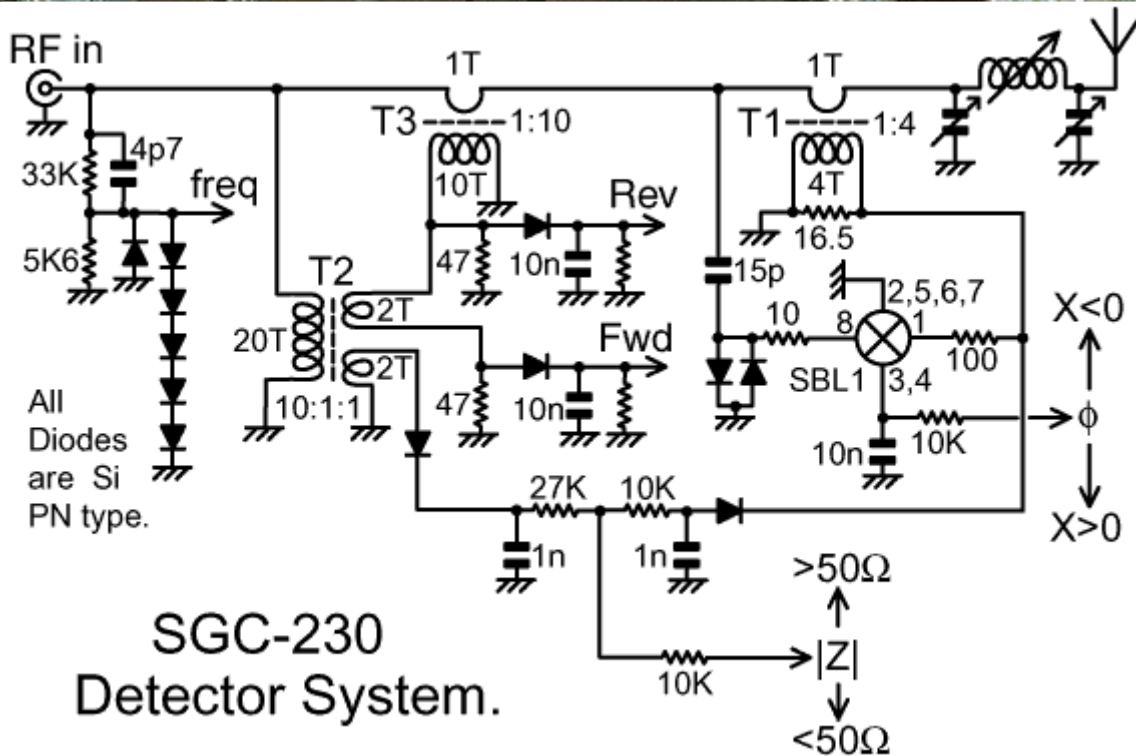 RF in
1T
1T
T3
1:10
T1
1:4
4p7
33K
freq
10T
Rev
4T
16.5
5K6
47
10n
15p
T2
2T
2,5,6,7
X<0
20T
Fwd
10
8
1
2T
100
SBL1
3,4
10:1:1
47
10n
ϕ
10K
10n
All
Diodes
are Si
PN type.
27K
10K
X>0
1n
1n
>50Ω
SGC-230
Detector System.
10K
|Z|
<50Ω